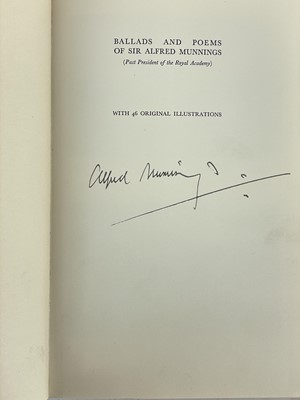 BALLADS AND POEMS
OF SIR ALFRED MUNNINGS
(Past President of the Royal Academy)
WITH 46 ORIGINAL ILLUSTRATIONS
Alfred Munnings